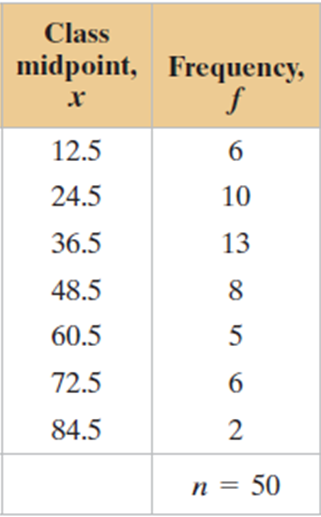 Class
midpoint, Frequency,
x f
12.5 6
24.5 10
36.5 13
48.5 8
60.5 5
72.5 6
84.5 2
n = 50